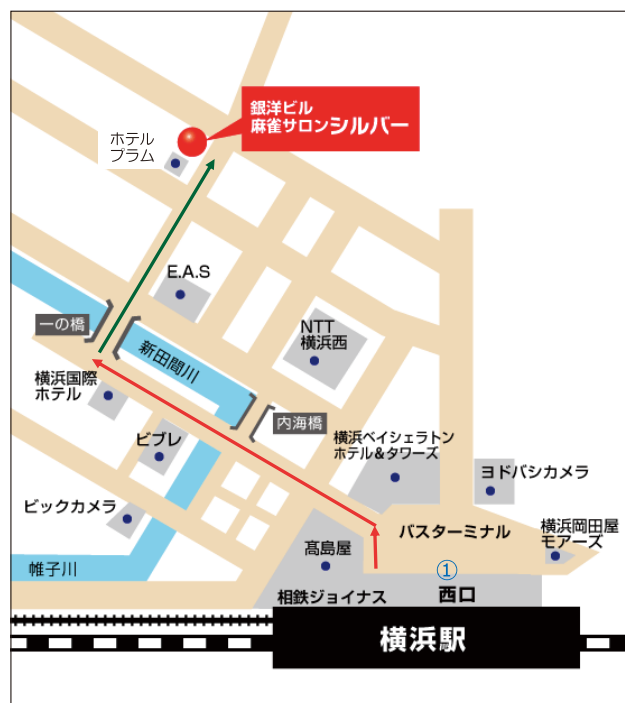 銀洋ビル
麻雀サロンシルバー
ホテル
プラム
E.A.S
一の橋
新田間川
NTT
横浜西
横浜国際
ホテル
内海橋
ビブレ
横浜ベイシェラトン
ホテル&タワーズ
ヨドバシカメラ
ビックカメラ
バスターミナル
横浜岡田屋
モアーズ
髙島屋
帷子川
①
相鉄ジョイナス
西口
横浜駅